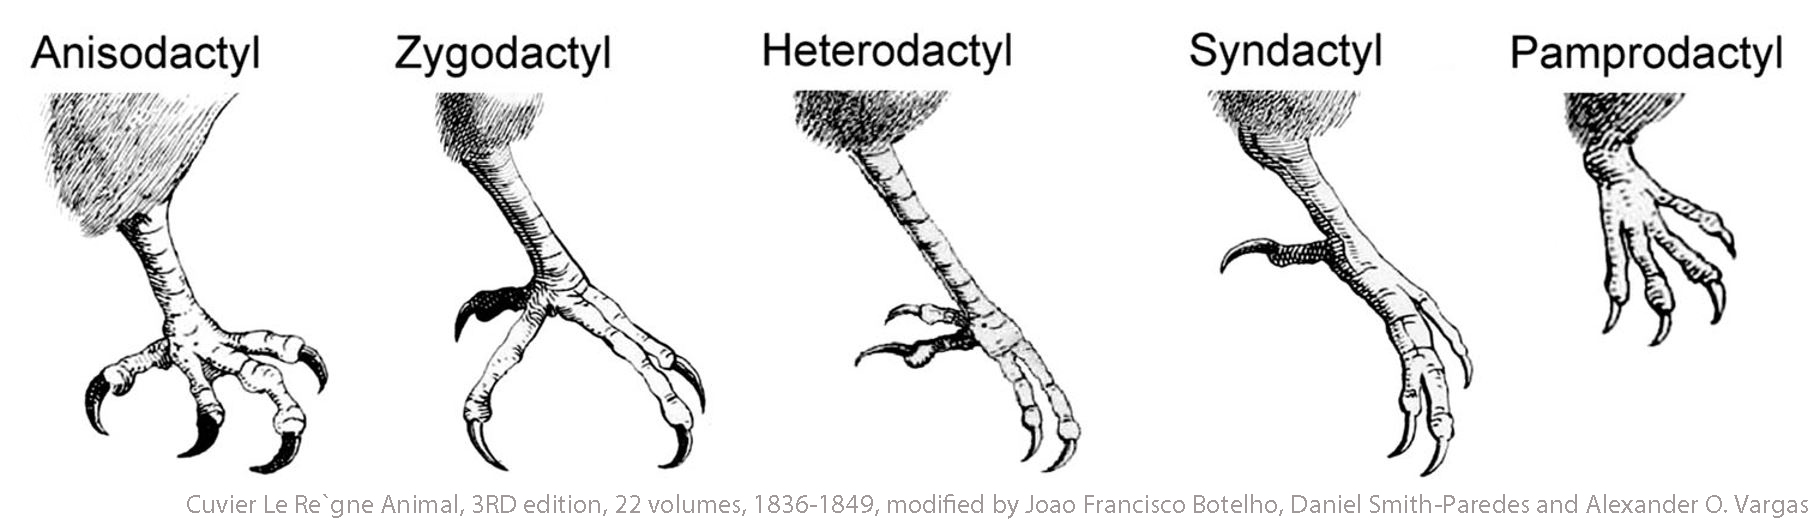 Anisodactyl Zygodactyl Heterodactyl Syndactyl Pamprodactyl
Cuvier Le Re`gne Animal, 3RD edition, 22 volumes, 1836-1849, modified by Joao Francisco Botelho, Daniel Smith-Paredes and Alexander O. Vargas